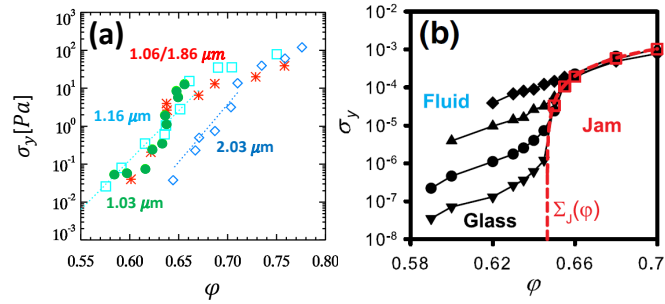 (a)
1.06/1.86 μm
1.16 μm
2.03 μm
1.03 μm
σy [Pa]
10³
10²
10¹
10⁰
10⁻¹
10⁻²
10⁻³
0.50 0.55 0.60 0.65 0.70 0.75 0.80
φ
(b)
Fluid
Jam
Glass
ΣJ(φ)
σy
10⁻³
10⁻⁴
10⁻⁵
10⁻⁶
10⁻⁷
10⁻⁸
0.58 0.62 0.66 0.7
φ